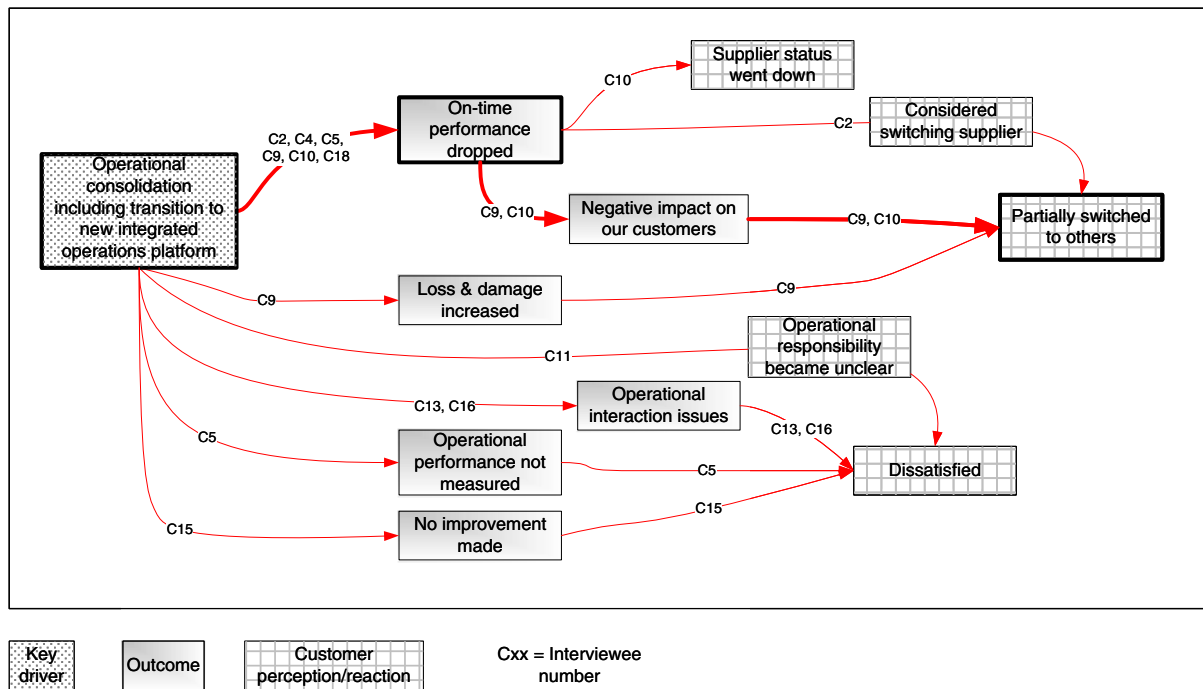 Supplier status
went down
C10
On-time
performance
dropped
C2
Considered
switching supplier
C2, C4, C5,
C9, C10, C18
Operational
consolidation
including transition to
new integrated
operations platform
C9, C10
Negative impact on
our customers
C9, C10
Partially switched
to others
C9
Loss & damage
increased
C9
Operational
responsibility
became unclear
C11
Operational
interaction issues
C13, C16
C13, C16
C5
Operational
performance not
measured
C5
Dissatisfied
C15
No improvement
made
C15
Key
driver
Outcome
Customer
perception/reaction
Cxx = Interviewee
number